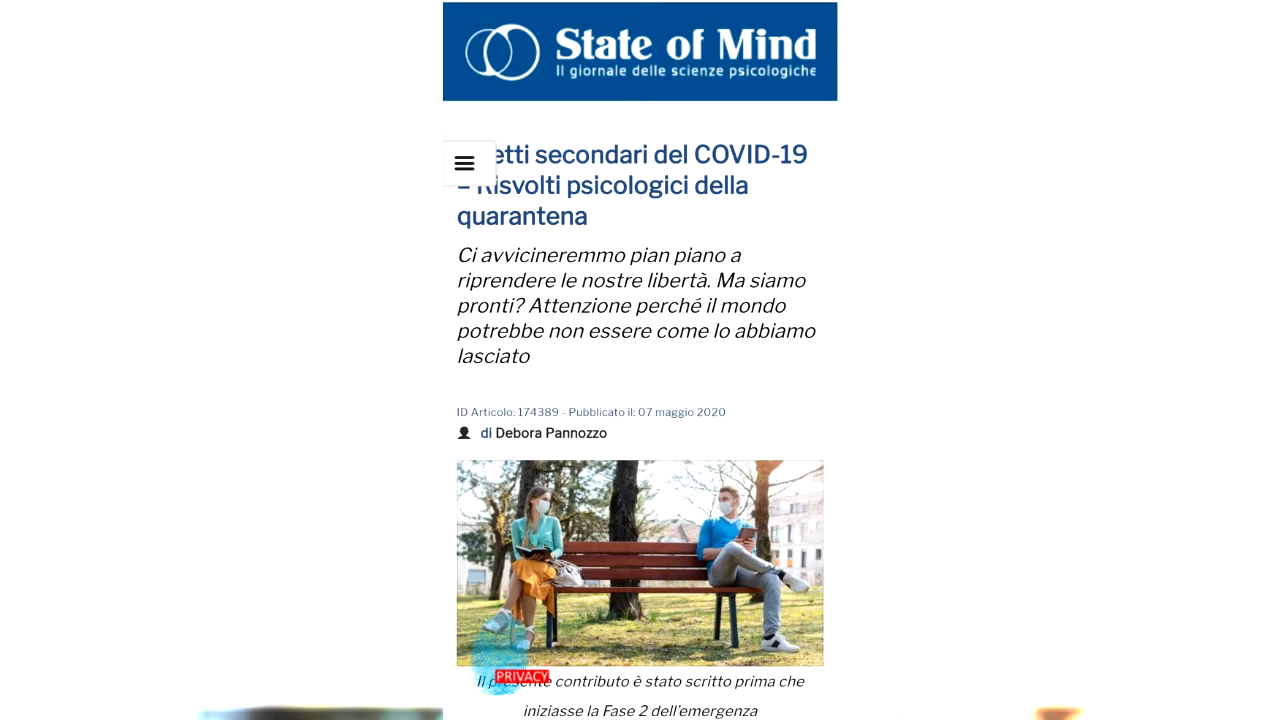 State of Mind
Il giornale delle scienze psicologiche
etti secondari del COVID-19
– Risvolti psicologici della
quarantena
Ci avvicineremmo pian piano a
riprendere le nostre libertà. Ma siamo
pronti? Attenzione perché il mondo
potrebbe non essere come lo abbiamo
lasciato
ID Articolo: 174389 - Pubblicato il: 07 maggio 2020
di Debora Pannozzo
PRIVACY
Il presente contributo è stato scritto prima che
iniziasse la Fase 2 dell'emergenza